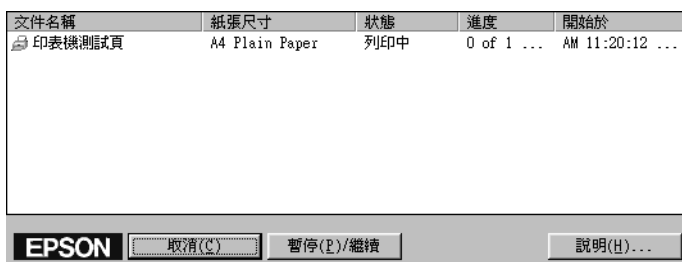 文件名稱 紙張尺寸 狀態 進度 開始於
印表機測試頁 A4 Plain Paper 列印中 0 of 1 ... AM 11:20:12 ...
EPSON 取消(C) 暫停(P)/繼續 說明(H)...